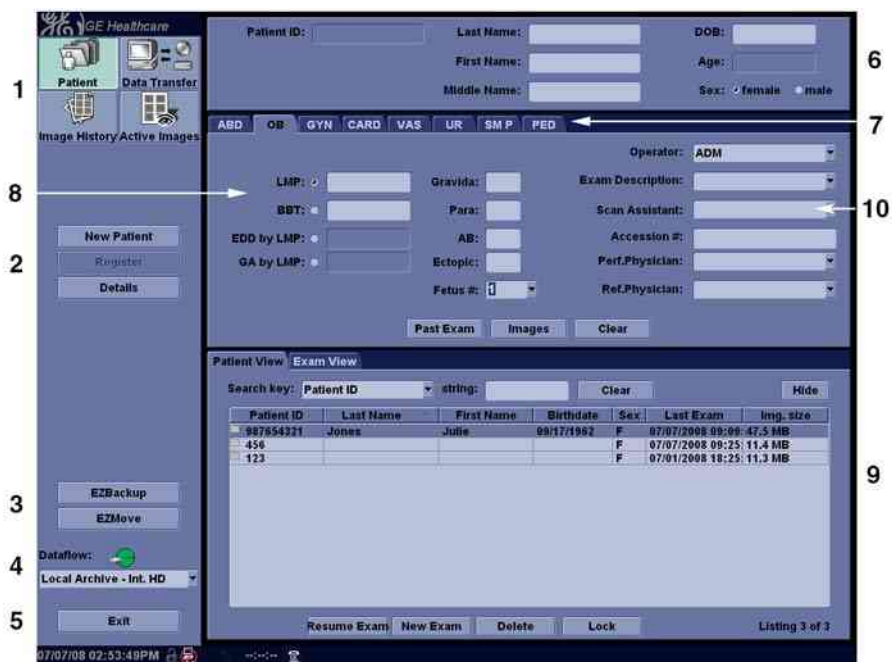 GE Healthcare
Patient Data Transfer
Image History Active Images
1
New Patient
Register
Details
2
EZBackup
EZMove
3
Dataflow:
Local Archive - Int. HD
4
Exit
5
07/07/08 02:53:49PM
--:--:--
Patient ID: Last Name: DOB:
First Name: Age:
Middle Name: Sex: female male
6
ABD OB GYN CARD VAS UR SM P PED
7
Operator: ADM
LMP: Gravida: Exam Description:
8
BBT: Para: Scan Assistant:
10
EDD by LMP: AB: Accession #:
GA by LMP: Ectopic: Perf.Physician:
Fetus #: 1 Ref.Physician:
Past Exam Images Clear
Patient View Exam View
Search key: Patient ID string: Clear Hide
Patient ID Last Name First Name Birthdate Sex Last Exam Img. size
987654321 Jones Julie 09/17/1962 F 07/07/2008 09:09: 47.5 MB
456 F 07/07/2008 09:25: 11.4 MB
123 F 07/01/2008 18:25: 11.3 MB
9
Resume Exam New Exam Delete Lock Listing 3 of 3